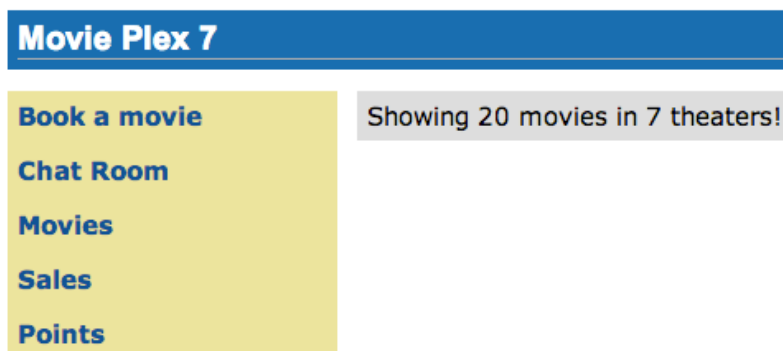 Movie Plex 7
Book a movie
Chat Room
Movies
Sales
Points
Showing 20 movies in 7 theaters!